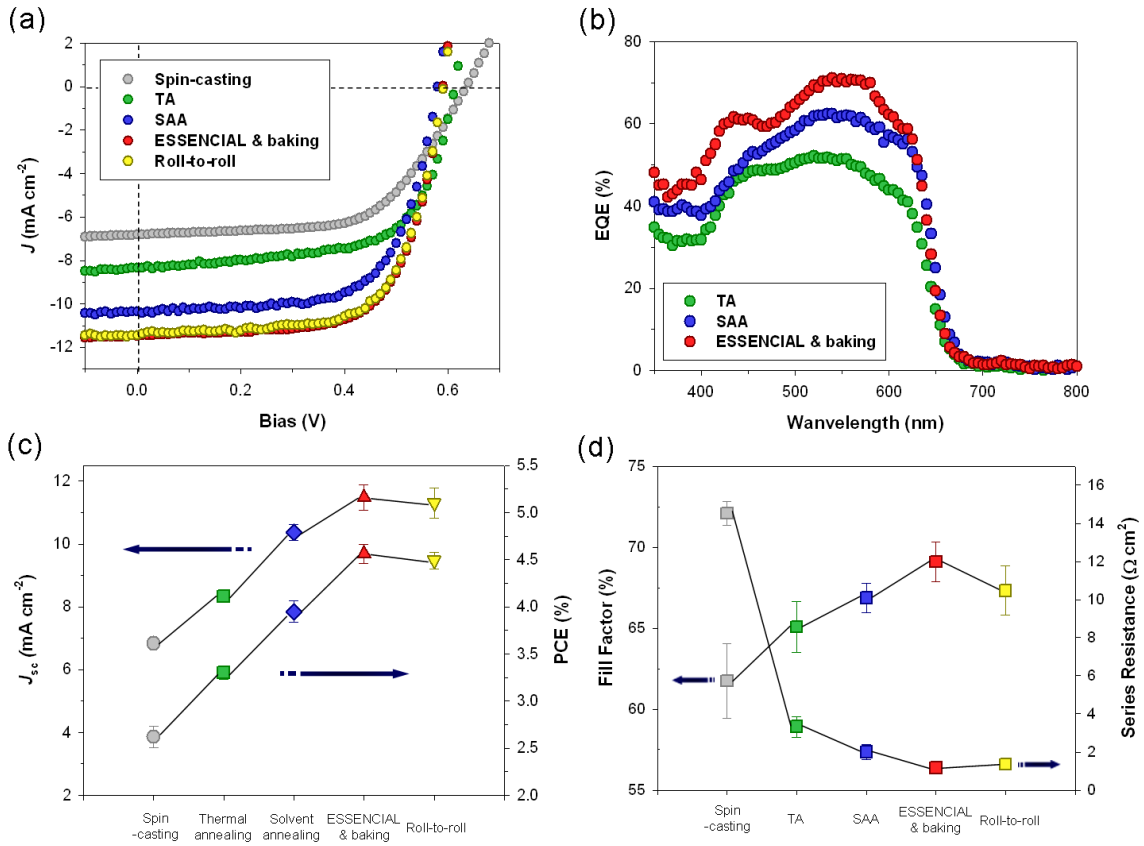 (a)
J (mA cm-2)
2
0
-2
-4
-6
-8
-10
-12
Spin-casting
TA
SAA
ESSENCIAL & baking
Roll-to-roll
0.0
0.2
0.4
0.6
Bias (V)
(b)
EQE (%)
80
60
40
20
0
TA
SAA
ESSENCIAL & baking
400
500
600
700
800
Wanvelength (nm)
(c)
Jsc (mA cm-2)
12
10
8
6
4
2
5.5
5.0
4.5
4.0
3.5
3.0
2.5
2.0
PCE (%)
Spin
-casting
Thermal
annealing
Solvent
annealing
ESSENCIAL
& baking
Roll-to-roll
(d)
Fill Factor (%)
75
70
65
60
55
16
14
12
10
8
6
4
2
0
Series Resistance (Ω cm2)
Spin
-casting
TA
SAA
ESSENCIAL
& baking
Roll-to-roll